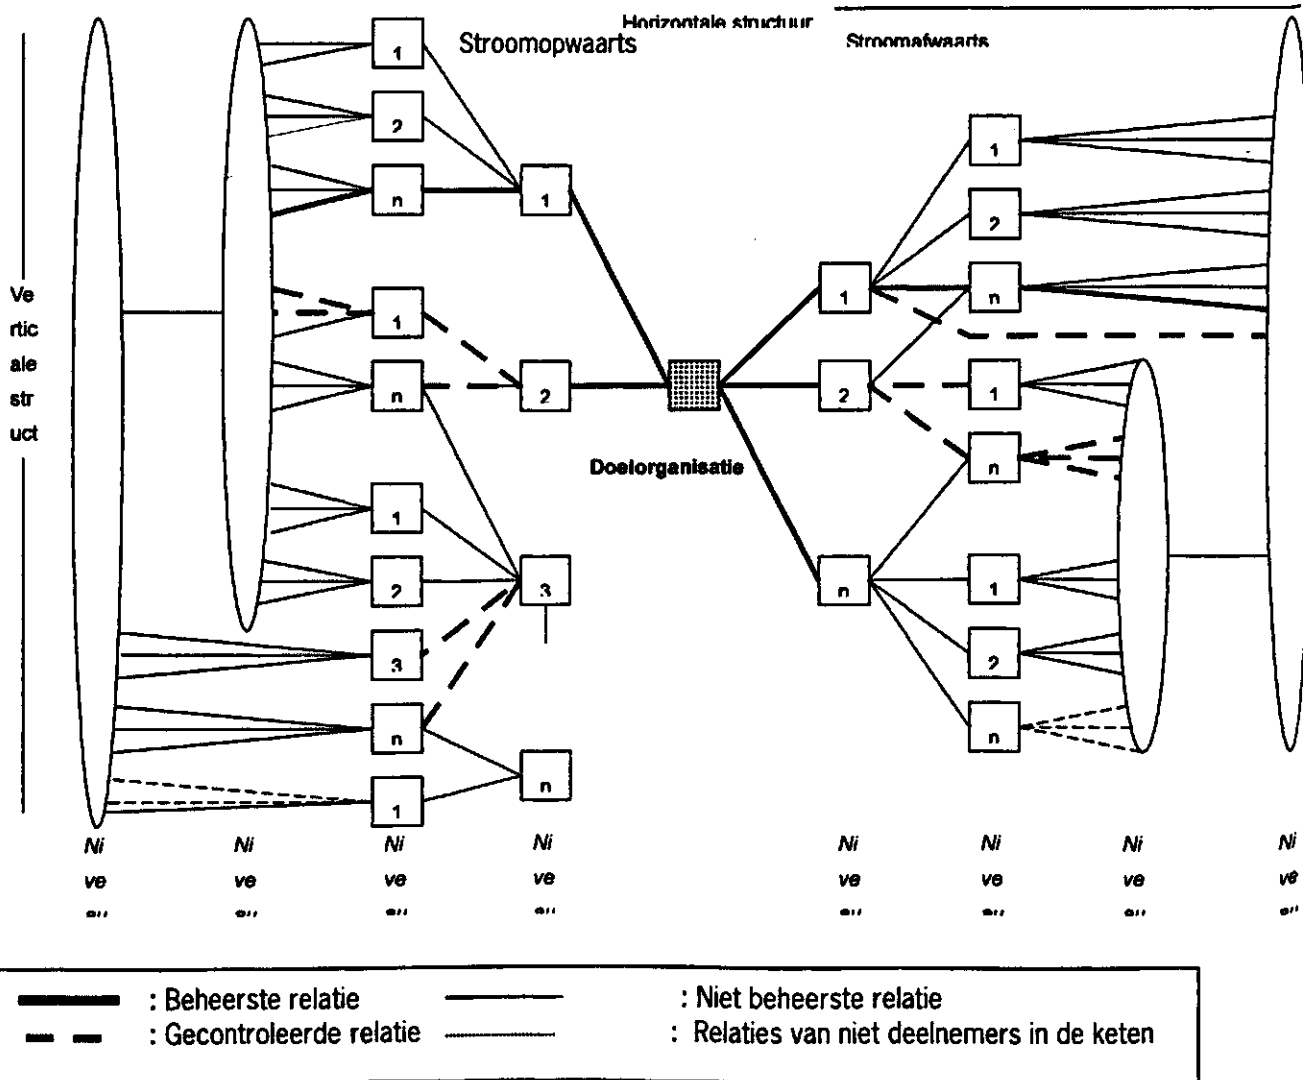 Horizontale structuur
Stroomopwaarts
Stroomafwaarts
1
2
n
1
1
2
n
1
1
n
2
1
2
1
n
Doelorganisatie
Ve
rtic
ale
str
uct
1
2
3
n
3
n
1
2
n
1
n
Ni
ve
Ni
ve
Ni
ve
Ni
ve
Ni
ve
Ni
ve
Ni
ve
Ni
ve
: Beheerste relatie
: Niet beheerste relatie
: Gecontroleerde relatie
: Relaties van niet deelnemers in de keten